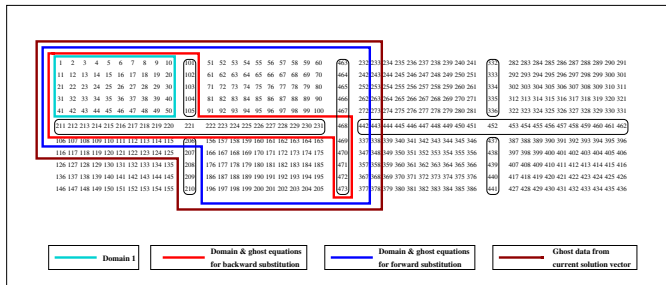 1 2 3 4 5 6 7 8 9 10 101 51 52 53 54 55 56 57 58 59 60 463 232 233 234 235 236 237 238 239 240 241 332 282 283 284 285 286 287 288 289 290 291
11 12 13 14 15 16 17 18 19 20 102 61 62 63 64 65 66 67 68 69 70 464 242 243 244 245 246 247 248 249 250 251 333 292 293 294 295 296 297 298 299 300 301
21 22 23 24 25 26 27 28 29 30 103 71 72 73 74 75 76 77 78 79 80 465 252 253 254 255 256 257 258 259 260 261 334 302 303 304 305 306 307 308 309 310 311
31 32 33 34 35 36 37 38 39 40 104 81 82 83 84 85 86 87 88 89 90 466 262 263 264 265 266 267 268 269 270 271 335 312 313 314 315 316 317 318 319 320 321
41 42 43 44 45 46 47 48 49 50 105 91 92 93 94 95 96 97 98 99 100 467 272 273 274 275 276 277 278 279 280 281 336 322 323 324 325 326 327 328 329 330 331
211 212 213 214 215 216 217 218 219 220 221 222 223 224 225 226 227 228 229 230 231 468 442 443 444 445 446 447 448 449 450 451 452 453 454 455 456 457 458 459 460 461 462
106 107 108 109 110 111 112 113 114 115 206 156 157 158 159 160 161 162 163 164 165 469 337 338 339 340 341 342 343 344 345 346 437 387 388 389 390 391 392 393 394 395 396
116 117 118 119 120 121 122 123 124 125 207 166 167 168 169 170 171 172 173 174 175 470 347 348 349 350 351 352 353 354 355 356 438 397 398 399 400 401 402 403 404 405 406
126 127 128 129 130 131 132 133 134 135 208 176 177 178 179 180 181 182 183 184 185 471 357 358 359 360 361 362 363 364 365 366 439 407 408 409 410 411 412 413 414 415 416
136 137 138 139 140 141 142 143 144 145 209 186 187 188 189 190 191 192 193 194 195 472 367 368 369 370 371 372 373 374 375 376 440 417 418 419 420 421 422 423 424 425 426
146 147 148 149 150 151 152 153 154 155 210 196 197 198 199 200 201 202 203 204 205 473 377 378 379 380 381 382 383 384 385 386 441 427 428 429 430 431 432 433 434 435 436
Domain 1
Domain & ghost equations
for backward substitution
Domain & ghost equations
for forward substitution
Ghost data from
current solution vector